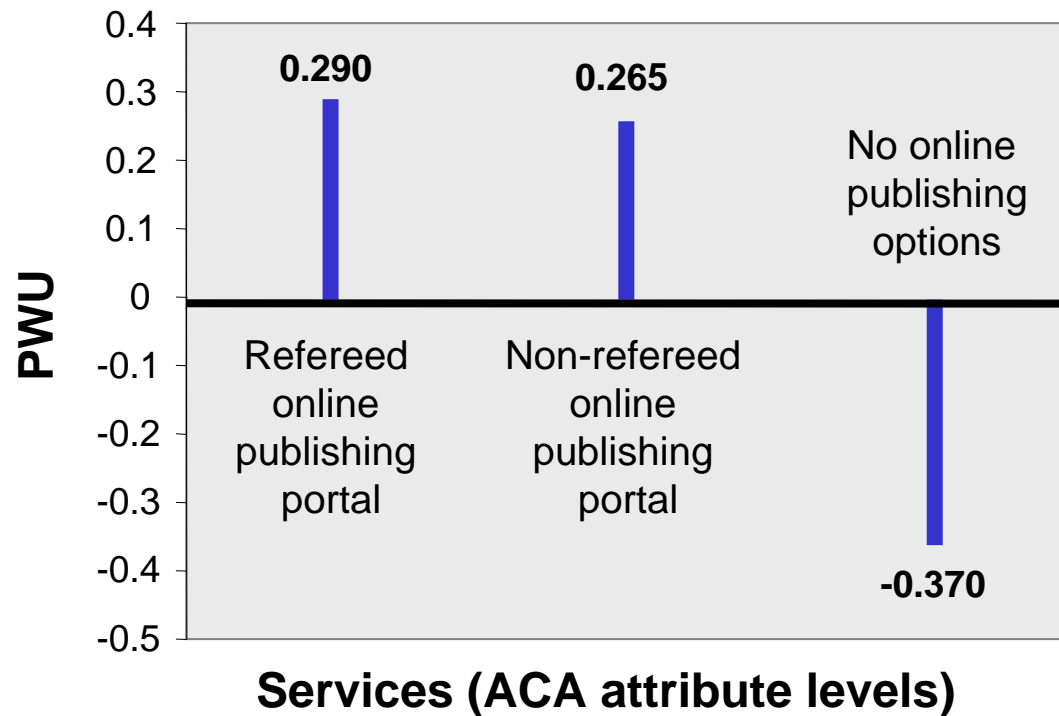 0.4
0.3
0.2
0.1
0
-0.1
-0.2
-0.3
-0.4
-0.5
PWU
0.290
0.265
No online
publishing
options
Refereed
online
publishing
portal
Non-refereed
online
publishing
portal
-0.370
Services (ACA attribute levels)